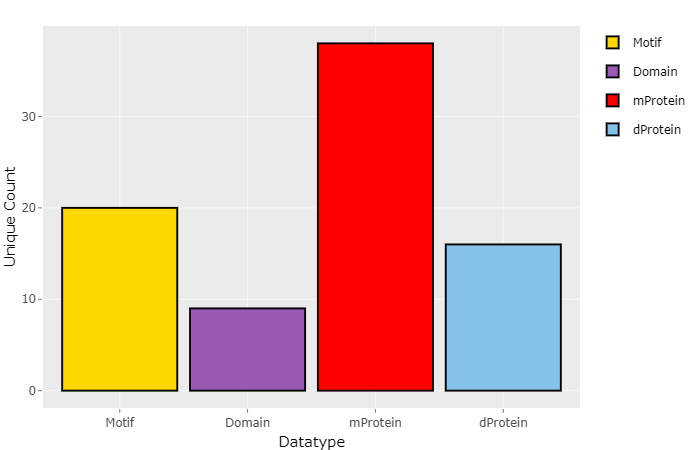 Unique Count
30
20
10
0
Motif
Domain
mProtein
dProtein
Datatype
Motif
Domain
mProtein
dProtein